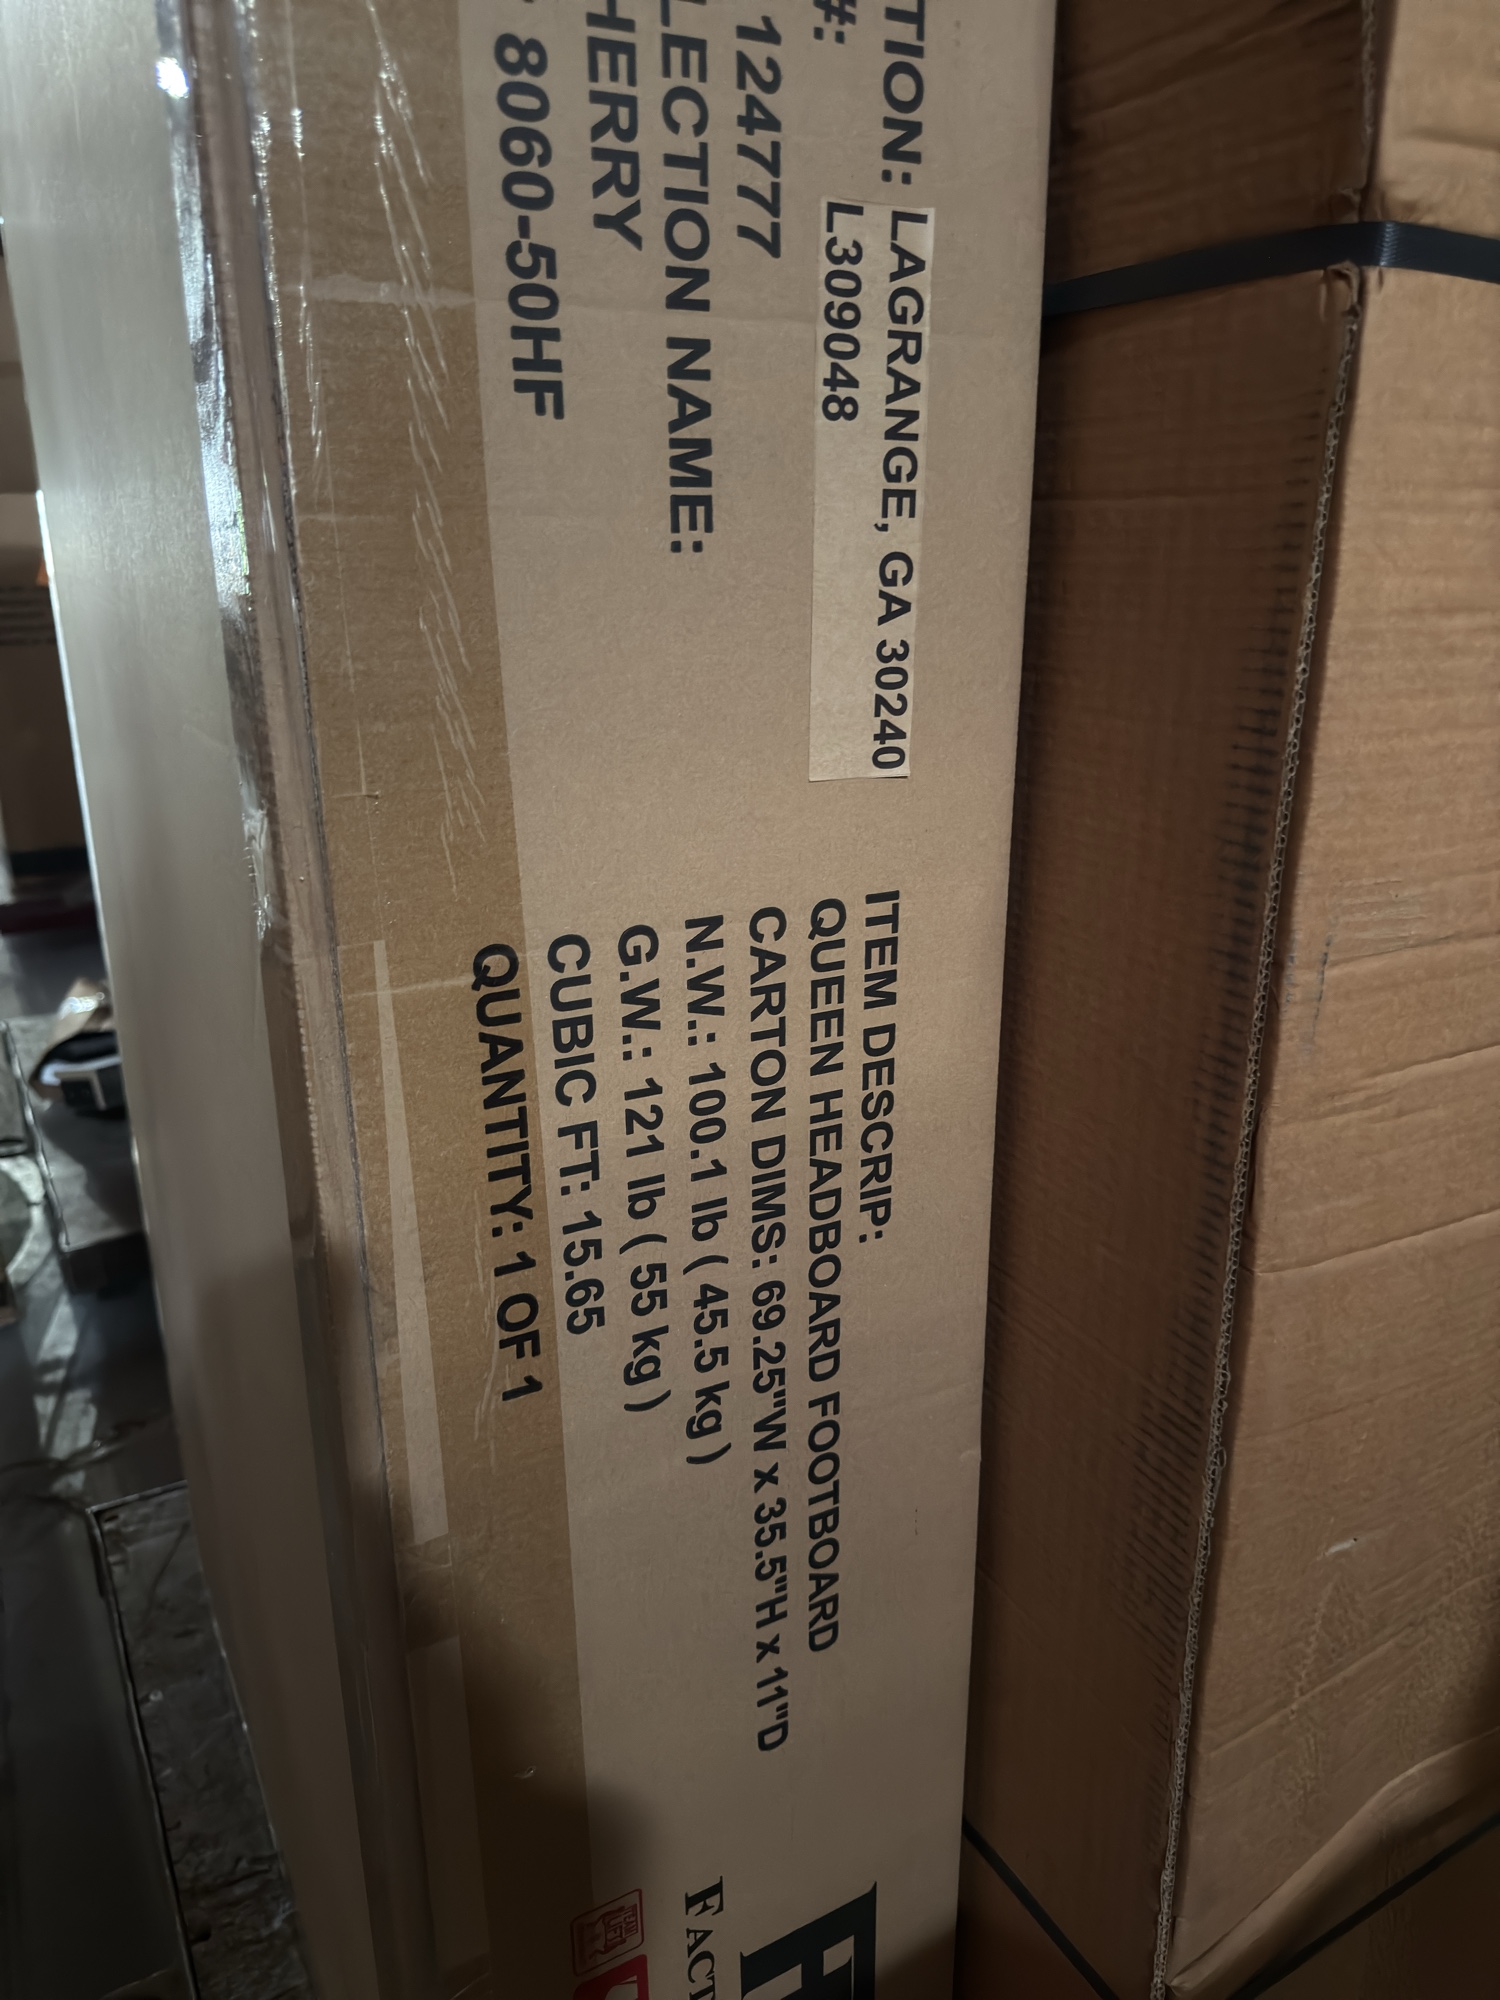 TION: LAGRANGE, GA 30240
#: L309048
124777
LECTION NAME:
HERRY
8060-50HF
ITEM DESCRIP:
QUEEN HEADBOARD FOOTBOARD
CARTON DIMS: 69.25"W x 35.5"H x 11"D
N.W.: 100.1 lb ( 45.5 kg )
G.W.: 121 lb ( 55 kg )
CUBIC FT: 15.65
QUANTITY: 1 OF 1
FACT
TEAM
LIFT